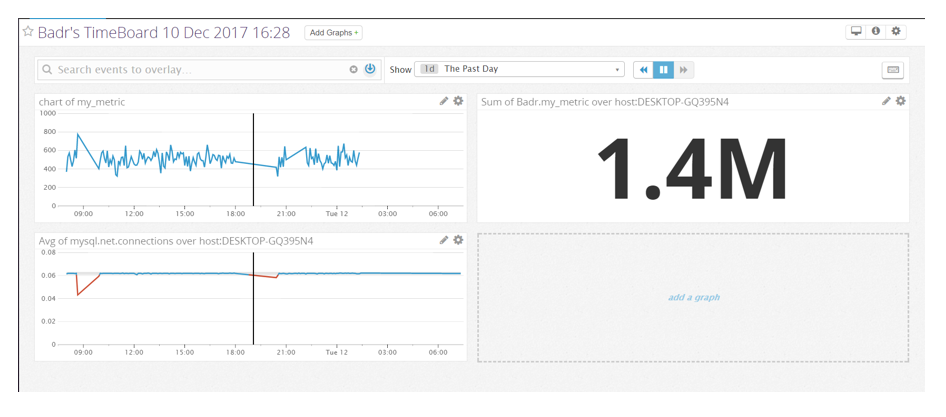 Badr's TimeBoard 10 Dec 2017 16:28 Add Graphs +
Search events to overlay... Show 1d The Past Day
chart of my_metric
1000
800
600
400
200
0
09:00 12:00 15:00 18:00 21:00 Tue 12 03:00 06:00
Sum of Badr.my_metric over host:DESKTOP-GQ395N4
1.4M
Avg of mysql.net.connections over host:DESKTOP-GQ395N4
0.08
0.06
0.04
0.02
0
09:00 12:00 15:00 18:00 21:00 Tue 12 03:00 06:00
add a graph